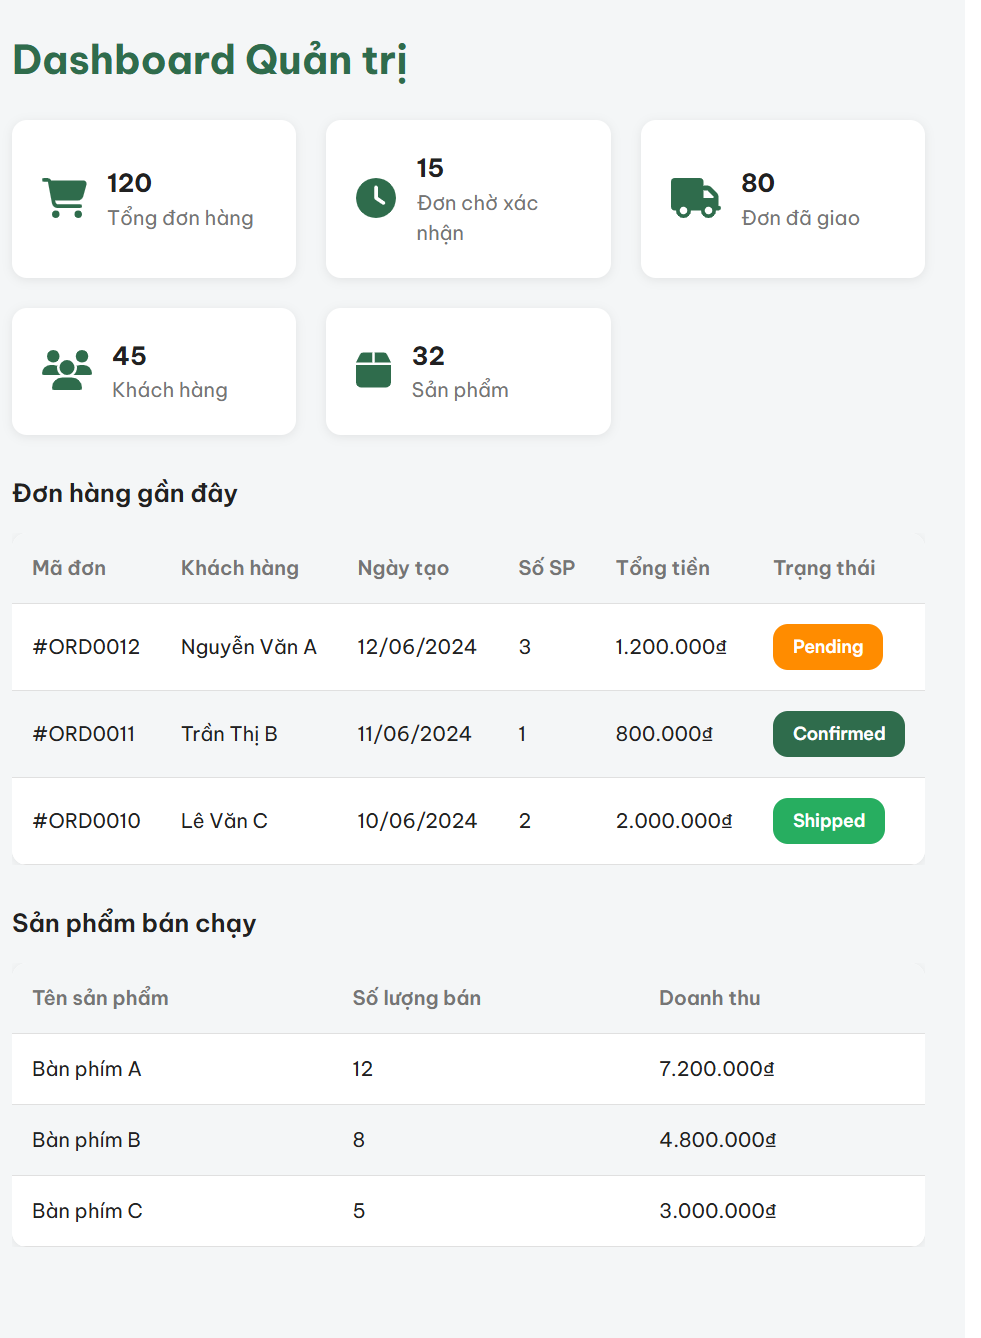 Dashboard Quản trị
120
Tổng đơn hàng
15
Đơn chờ xác
nhận
80
Đơn đã giao
45
Khách hàng
32
Sản phẩm
Đơn hàng gần đây
Mã đơn Khách hàng Ngày tạo Số SP Tổng tiền Trạng thái
#ORD0012 Nguyễn Văn A 12/06/2024 3 1.200.000₫ Pending
#ORD0011 Trần Thị B 11/06/2024 1 800.000₫ Confirmed
#ORD0010 Lê Văn C 10/06/2024 2 2.000.000₫ Shipped
Sản phẩm bán chạy
Tên sản phẩm Số lượng bán Doanh thu
Bàn phím A 12 7.200.000₫
Bàn phím B 8 4.800.000₫
Bàn phím C 5 3.000.000₫